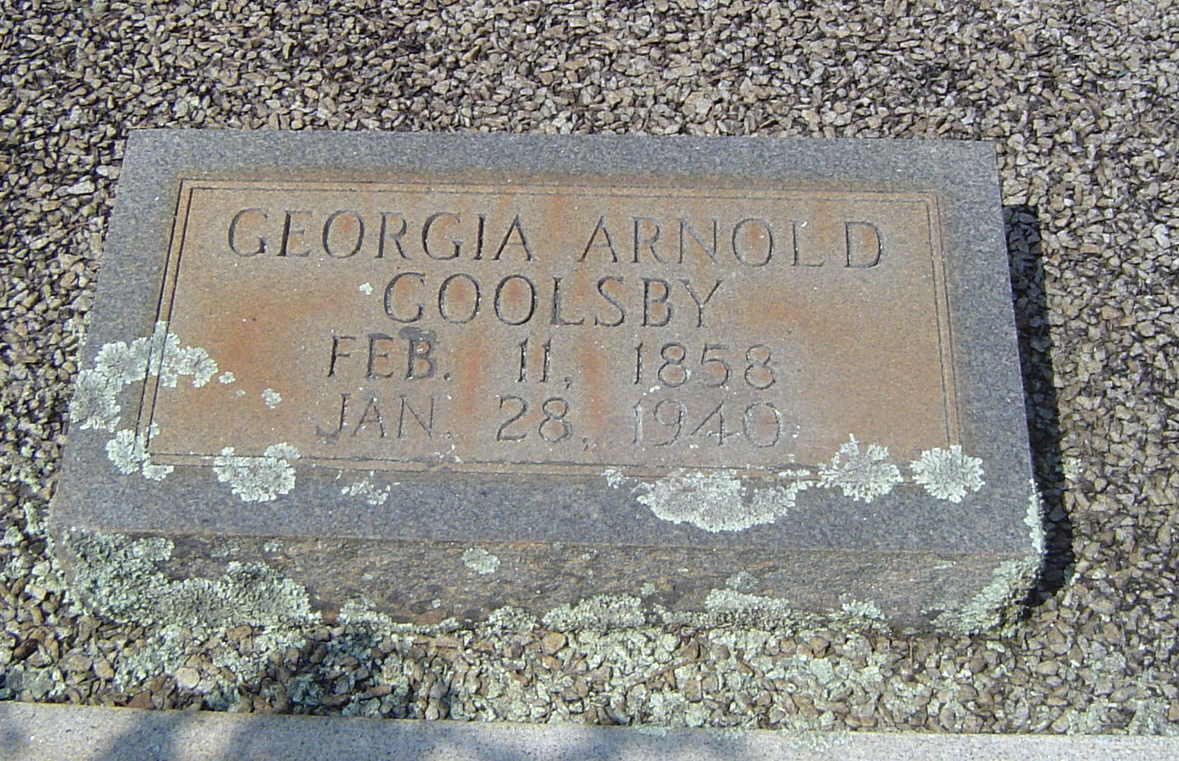 GEORGIA ARNOLD
GOOLSBY
FEB. 11, 1858
JAN. 28, 1940